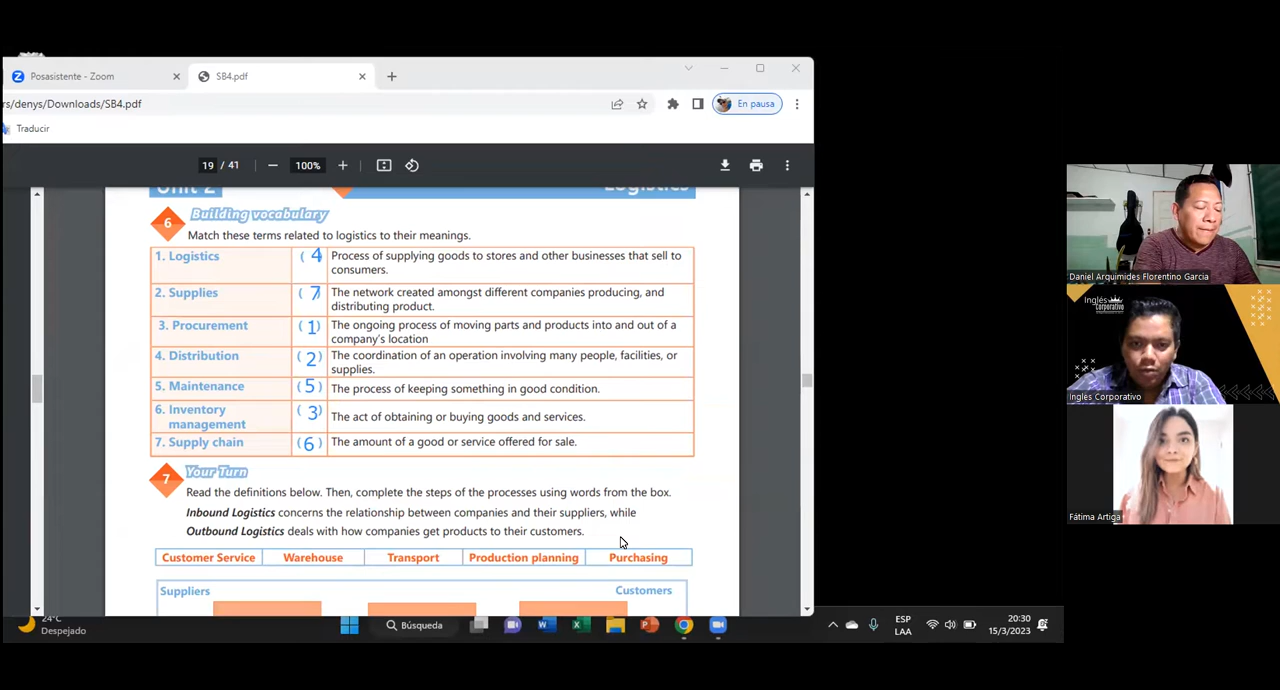 Posasistente - Zoom
SB4.pdf
rs/denys/Downloads/SB4.pdf
En pausa
Traducir
19 / 41
100%
Unit 2
Logistics
6
Building vocabulary
Match these terms related to logistics to their meanings.
1. Logistics ( 4 ) Process of supplying goods to stores and other businesses that sell to
consumers.
2. Supplies ( 7 ) The network created amongst different companies producing, and
distributing product.
3. Procurement ( 1 ) The ongoing process of moving parts and products into and out of a
company's location
4. Distribution ( 2 ) The coordination of an operation involving many people, facilities, or
supplies.
5. Maintenance ( 5 ) The process of keeping something in good condition.
6. Inventory
management ( 3 ) The act of obtaining or buying goods and services.
7. Supply chain ( 6 ) The amount of a good or service offered for sale.
7
Your Turn
Read the definitions below. Then, complete the steps of the processes using words from the box.
Inbound Logistics concerns the relationship between companies and their suppliers, while
Outbound Logistics deals with how companies get products to their customers.
Customer Service Warehouse Transport Production planning Purchasing
Suppliers Customers
24°C
Despejado
Búsqueda
ESP
LAA
20:30
15/3/2023
Daniel Arquimides Florentino Garcia
Inglés
corporativo
Inglés Corporativo
Fátima Artiga